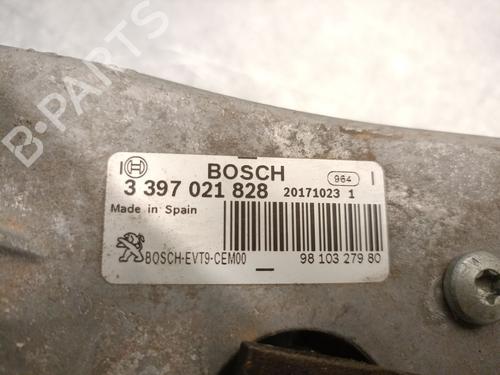 BOSCH
964
3 397 021 828 20171023 1
Made in Spain
BOSCH-EVT9-CEM00
98 103 279 80
B-PARTS